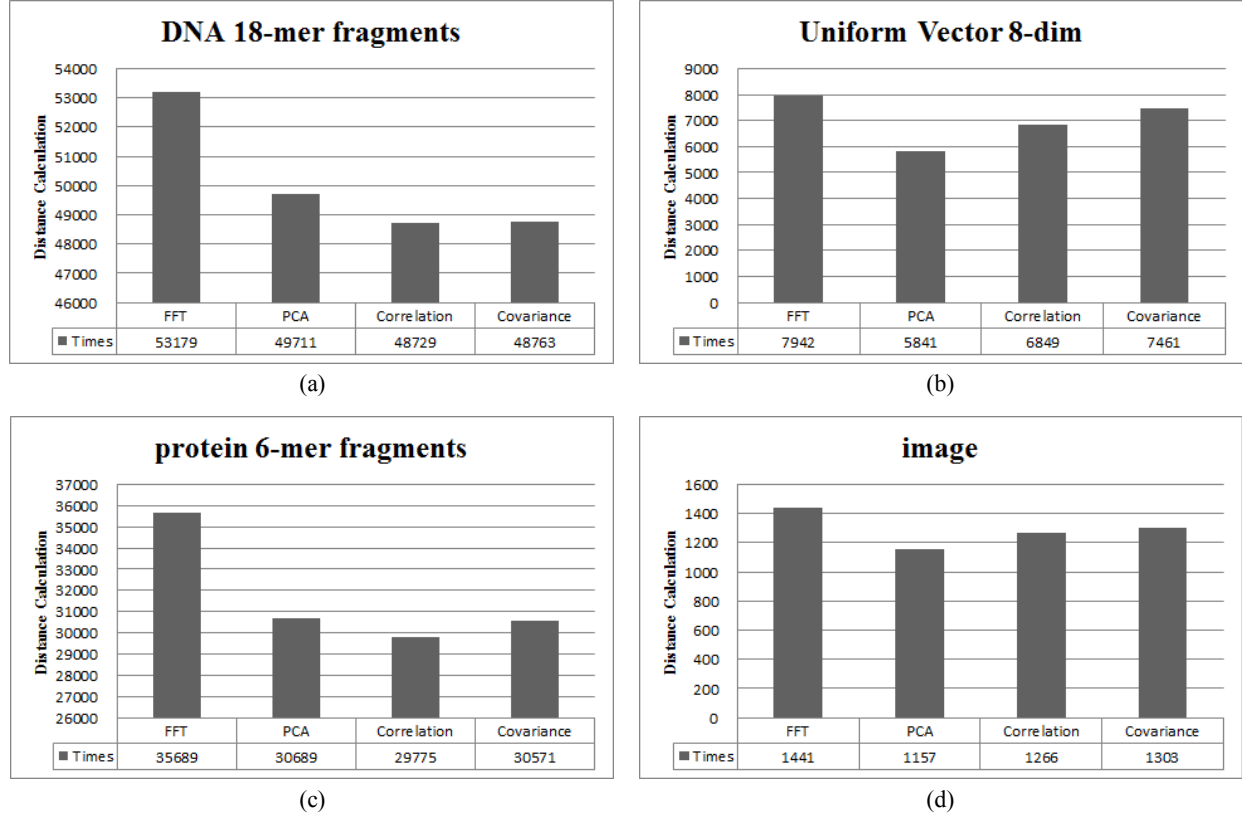 DNA 18-mer fragments
Distance Calculation
54000
53000
52000
51000
50000
49000
48000
47000
46000
FFT PCA Correlation Covariance
Times 53179 49711 48729 48763
(a)
Uniform Vector 8-dim
Distance Calculation
9000
8000
7000
6000
5000
4000
3000
2000
1000
0
FFT PCA Correlation Covariance
Times 7942 5841 6849 7461
(b)
protein 6-mer fragments
Distance Calculation
37000
36000
35000
34000
33000
32000
31000
30000
29000
28000
27000
26000
FFT PCA Correlation Covariance
Times 35689 30689 29775 30571
(c)
image
Distance Calculation
1600
1400
1200
1000
800
600
400
200
0
FFT PCA Correlation Covariance
Times 1441 1157 1266 1303
(d)